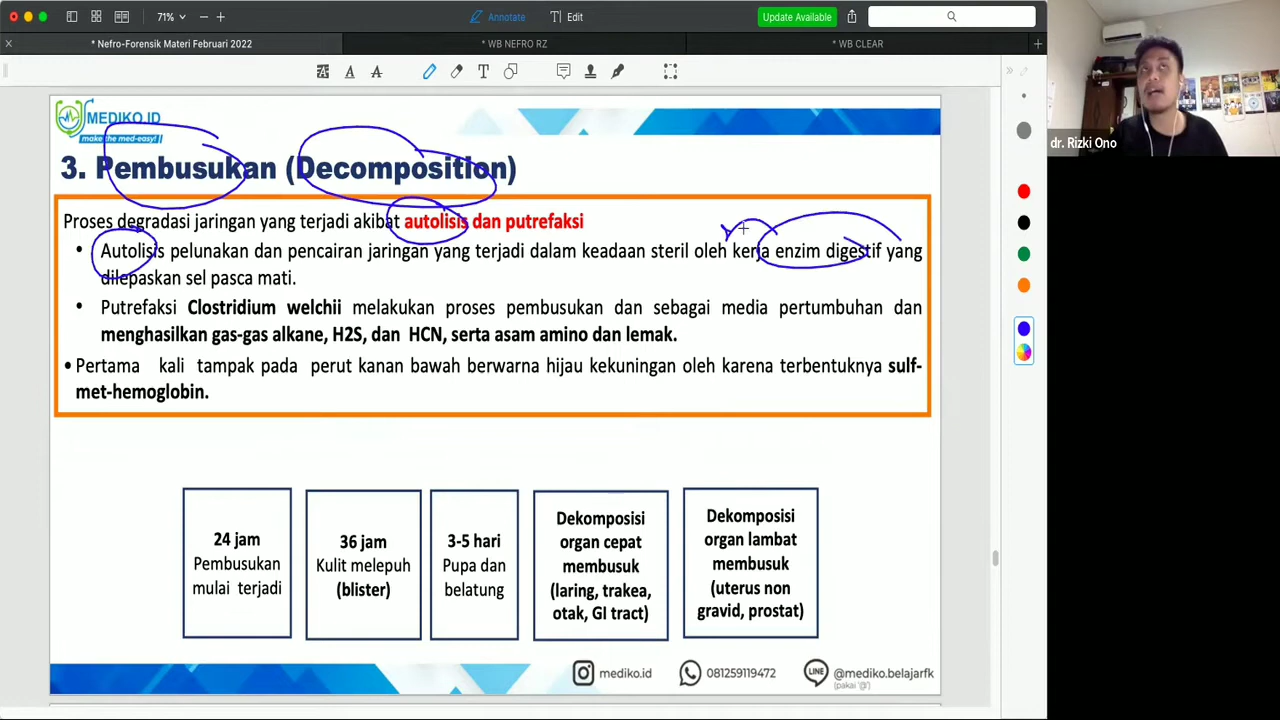 71%
Annotate
Edit
Update Available
* Nefro-Forensik Materi Februari 2022
* WB NEFRO RZ
* WB CLEAR
dr. Rizki Ono
MEDIKO.ID
make the med-easy!
3. Pembusukan (Decomposition)
Proses degradasi jaringan yang terjadi akibat autolisis dan putrefaksi
• Autolisis pelunakan dan pencairan jaringan yang terjadi dalam keadaan steril oleh kerja enzim digestif yang
dilepaskan sel pasca mati.
• Putrefaksi Clostridium welchii melakukan proses pembusukan dan sebagai media pertumbuhan dan
menghasilkan gas-gas alkane, H2S, dan HCN, serta asam amino dan lemak.
• Pertama kali tampak pada perut kanan bawah berwarna hijau kekuningan oleh karena terbentuknya sulf-
met-hemoglobin.
24 jam
Pembusukan
mulai terjadi
36 jam
Kulit melepuh
(blister)
3-5 hari
Pupa dan
belatung
Dekomposisi
organ cepat
membusuk
(laring, trakea,
otak, GI tract)
Dekomposisi
organ lambat
membusuk
(uterus non
gravid, prostat)
mediko.id
081259119472
LINE
@mediko.belajarfk
(pakai '@')